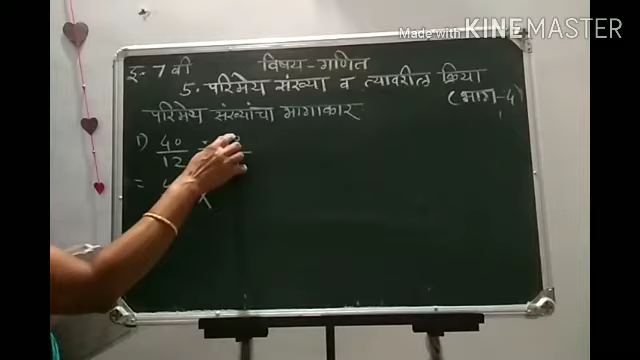 Made with KINEMASTER
इ. 7 वी विषय - गणित
5. परिमेय संख्या व त्यावरील क्रिया
(भाग - 4)
परिमेय संख्यांचा भागाकार
1) 40/12 ÷
=